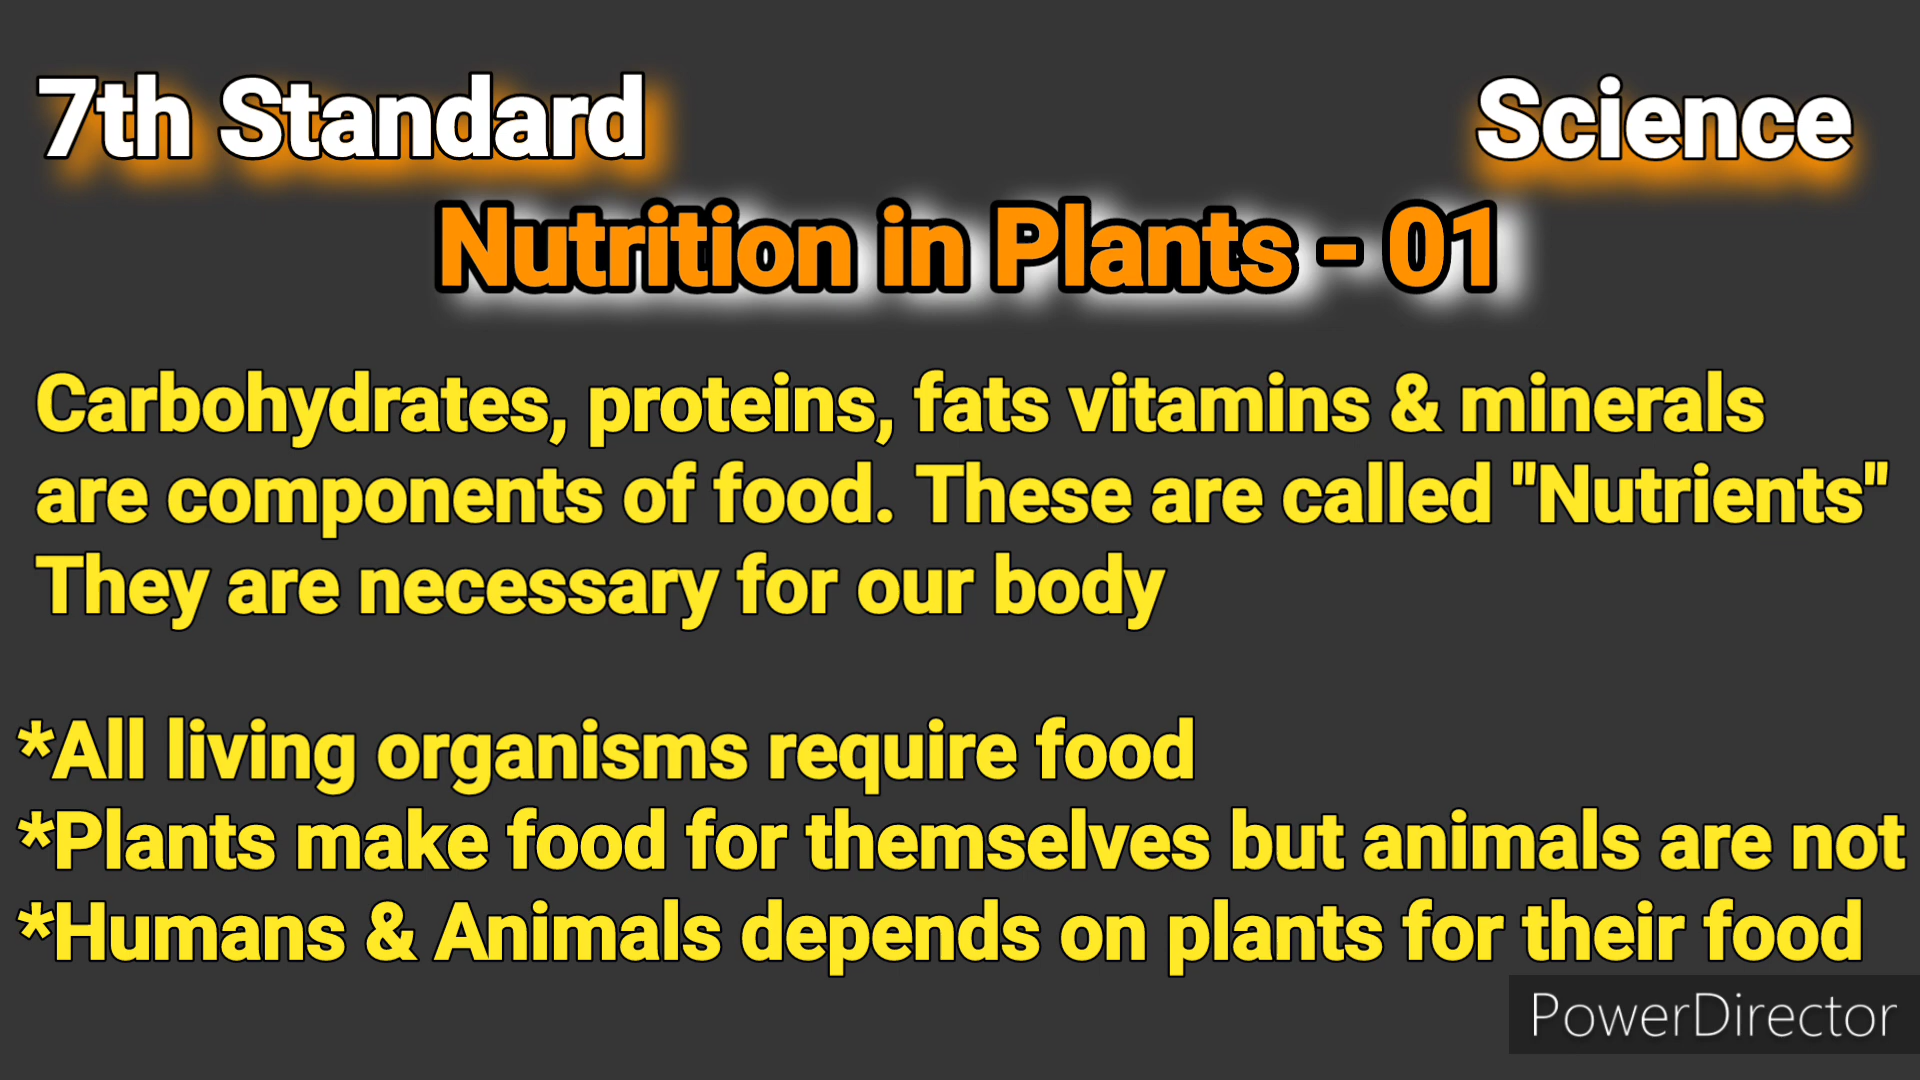 7th Standard
Science
Nutrition in Plants - 01
Carbohydrates, proteins, fats vitamins & minerals
are components of food. These are called "Nutrients"
They are necessary for our body
*All living organisms require food
*Plants make food for themselves but animals are not
*Humans & Animals depends on plants for their food
PowerDirector